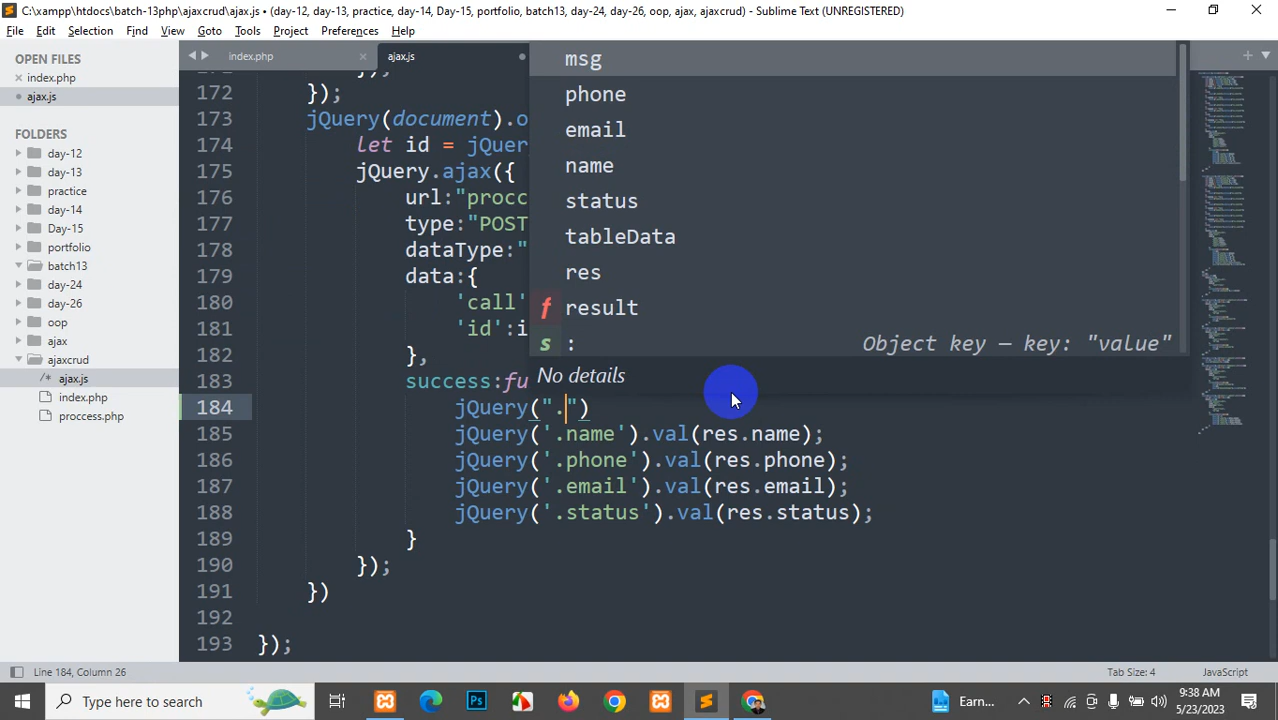 C:\xampp\htdocs\batch-13php\ajaxcrud\ajax.js • (day-12, day-13, practice, day-14, Day-15, portfolio, batch13, day-24, day-26, oop, ajax, ajaxcrud) - Sublime Text (UNREGISTERED)
File Edit Selection Find View Goto Tools Project Preferences Help
OPEN FILES
index.php
ajax.js
FOLDERS
day-12
day-13
practice
day-14
Day-15
portfolio
batch13
day-24
day-26
oop
ajax
ajaxcrud
/* ajax.js
index.php
proccess.php
index.php
ajax.js
172 });
173 jQuery(document).o
174 let id = jQuer
175 jQuery.ajax({
176 url:"procc
177 type:"POST
178 dataType:"
179 data:{
180 'call'
181 'id':i
182 },
183 success:fu
184 jQuery(".")
185 jQuery('.name').val(res.name);
186 jQuery('.phone').val(res.phone);
187 jQuery('.email').val(res.email);
188 jQuery('.status').val(res.status);
189 }
190 });
191 })
192
193 });
msg
phone
email
name
status
tableData
res
f result
s : Object key — key: "value"
No details
Line 184, Column 26
Tab Size: 4
JavaScript
Type here to search
Ps
Earn...
9:38 AM
5/23/2023